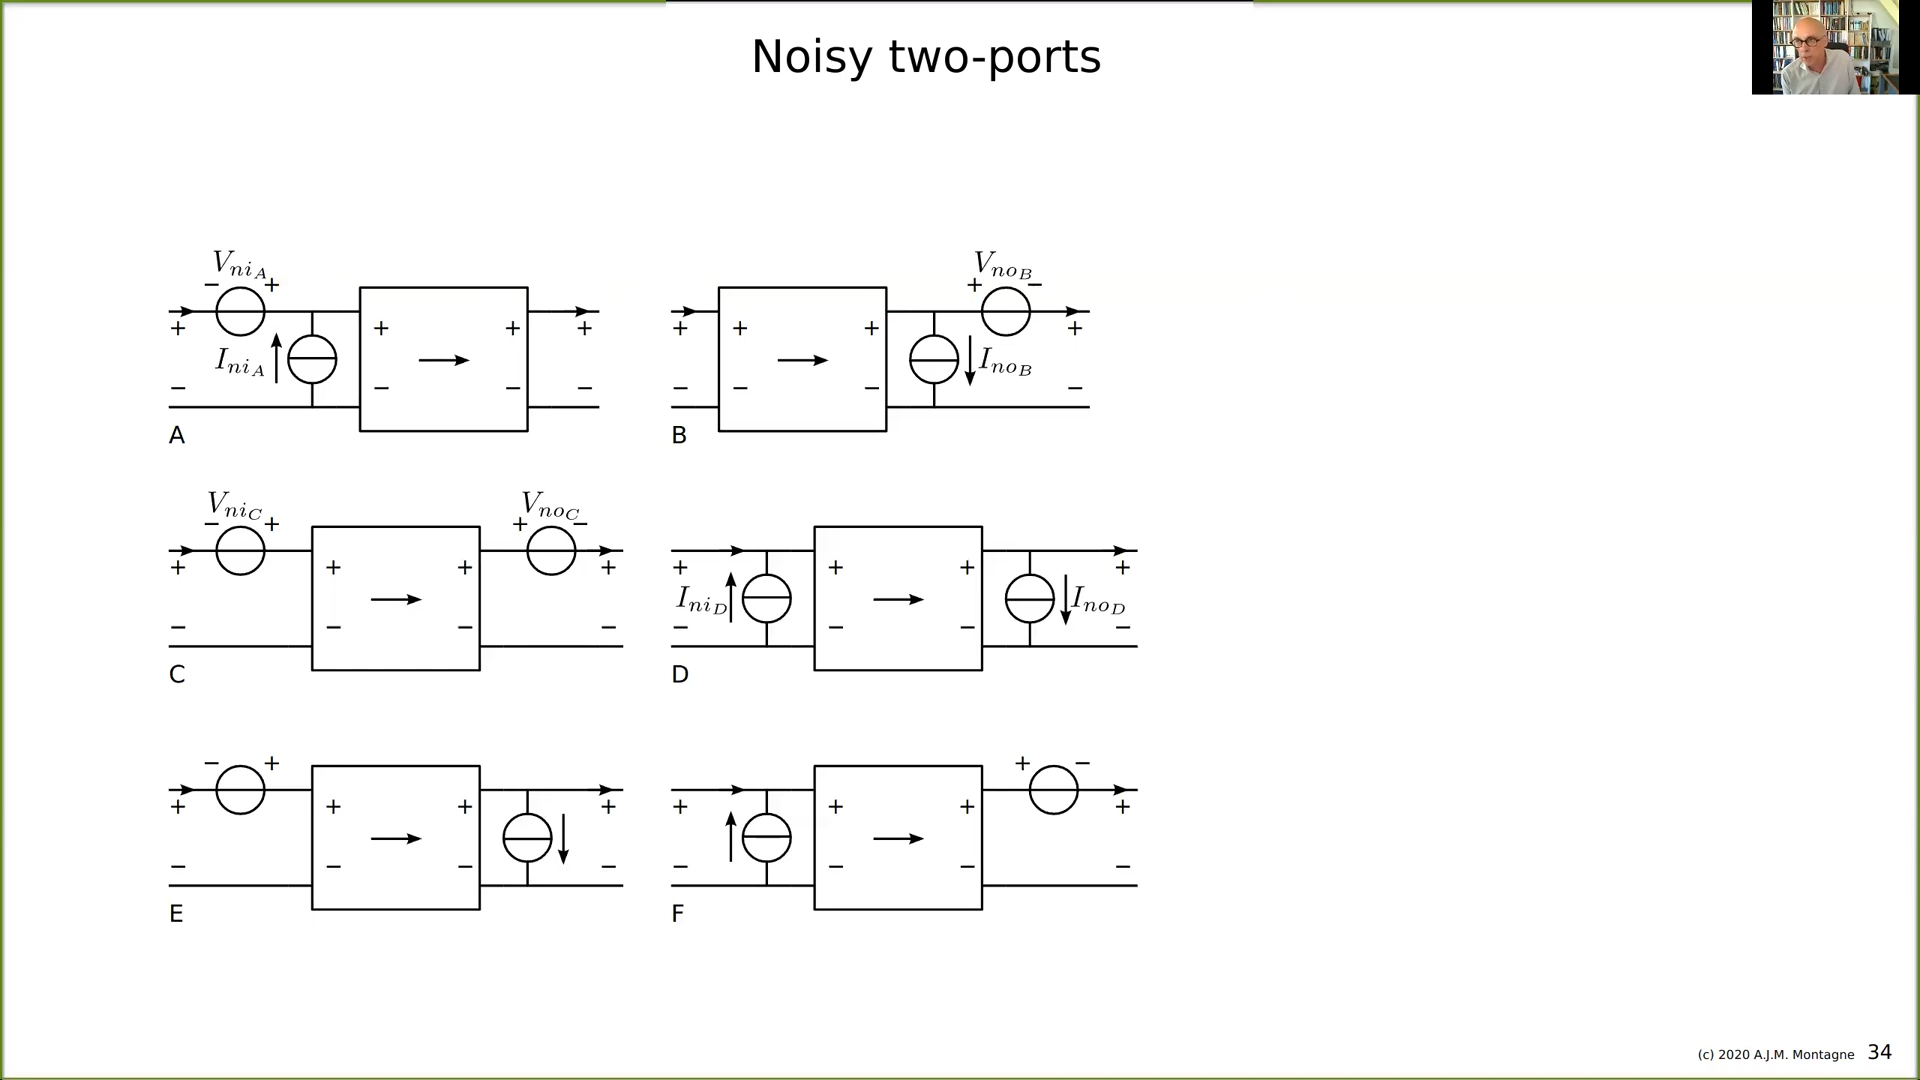 Noisy two-ports
V_{ni_A}
− +
+ + + +
I_{ni_A}
− − − −
A
V_{no_B}
+ −
+ + + +
I_{no_B}
− − − −
B
V_{ni_C} V_{no_C}
− + + −
+ + + +
− − − −
C
+ + + +
I_{ni_D} I_{no_D}
− − − −
D
− +
+ + + +
− − − −
E
+ −
+ + + +
− − − −
F
(c) 2020 A.J.M. Montagne 34